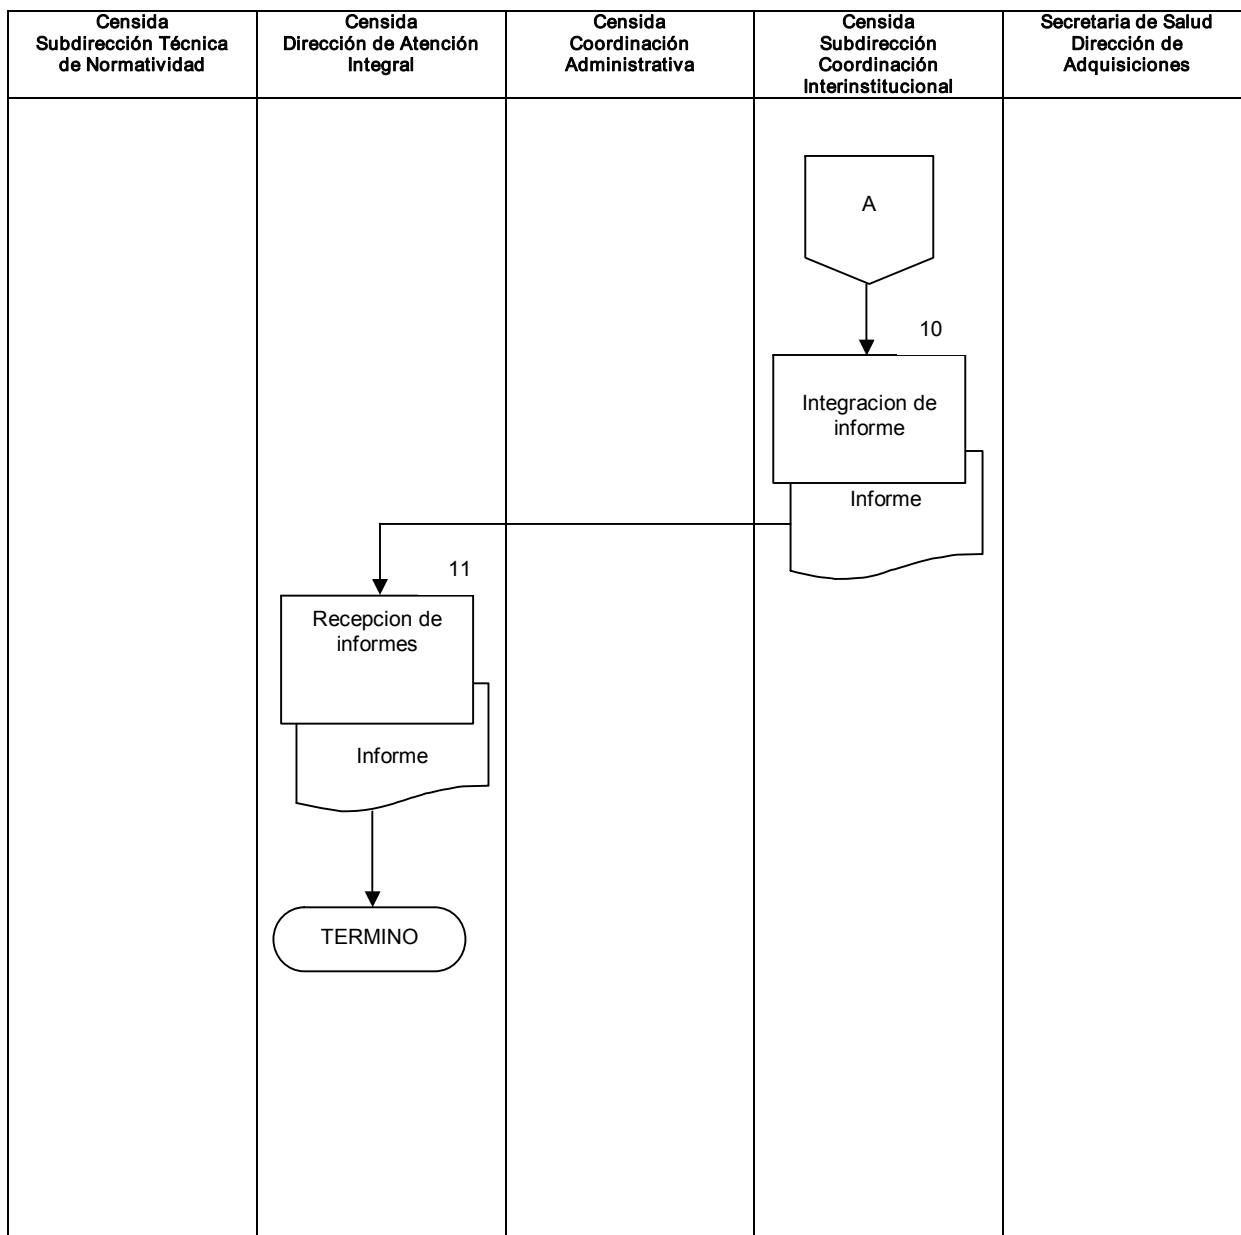 Censida
Subdirección Técnica
de Normatividad
Censida
Dirección de Atención
Integral
Censida
Coordinación
Administrativa
Censida
Subdirección
Coordinación
Interinstitucional
Secretaria de Salud
Dirección de
Adquisiciones
A
10
Integracion de
informe
Informe
11
Recepcion de
informes
Informe
TERMINO